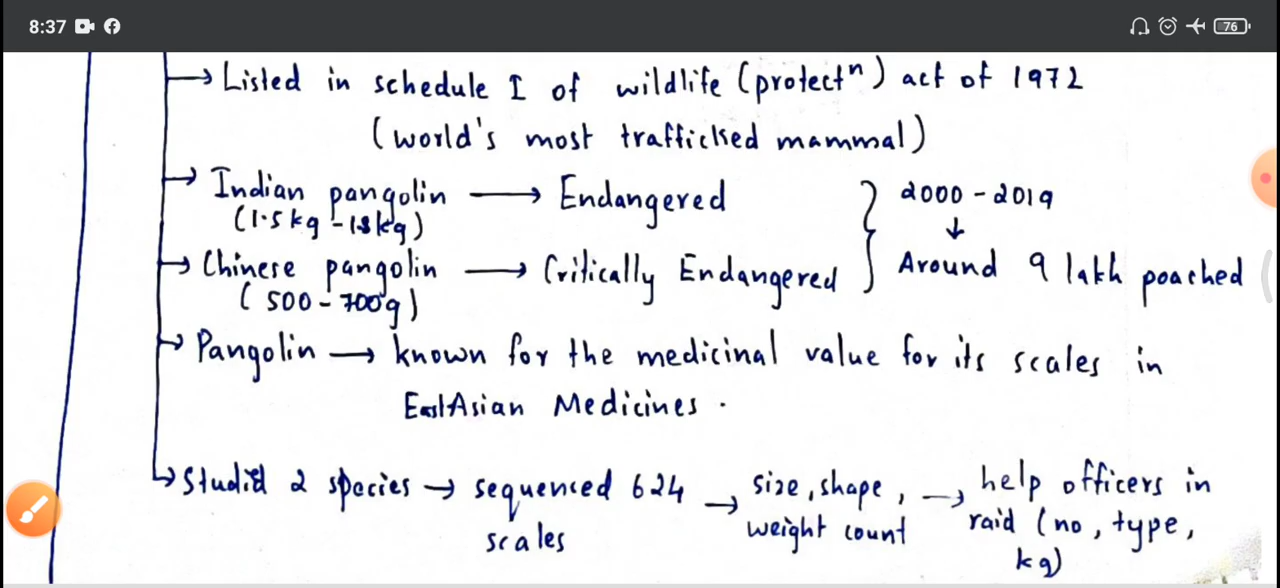 8:37
76
Listed in schedule I of wildlife (protectⁿ) act of 1972
(world's most trafficked mammal)
Indian pangolin → Endangered
(1.5kg - 18kg)
Chinese pangolin → Critically Endangered
(500 - 700g)
2000 - 2019
↓
Around 9 lakh poached
Pangolin → known for the medicinal value for its scales in
East Asian Medicines.
Studied 2 species → sequenced 624
scales
→ size, shape,
weight count
→ help officers in
raid (no, type,
kg)